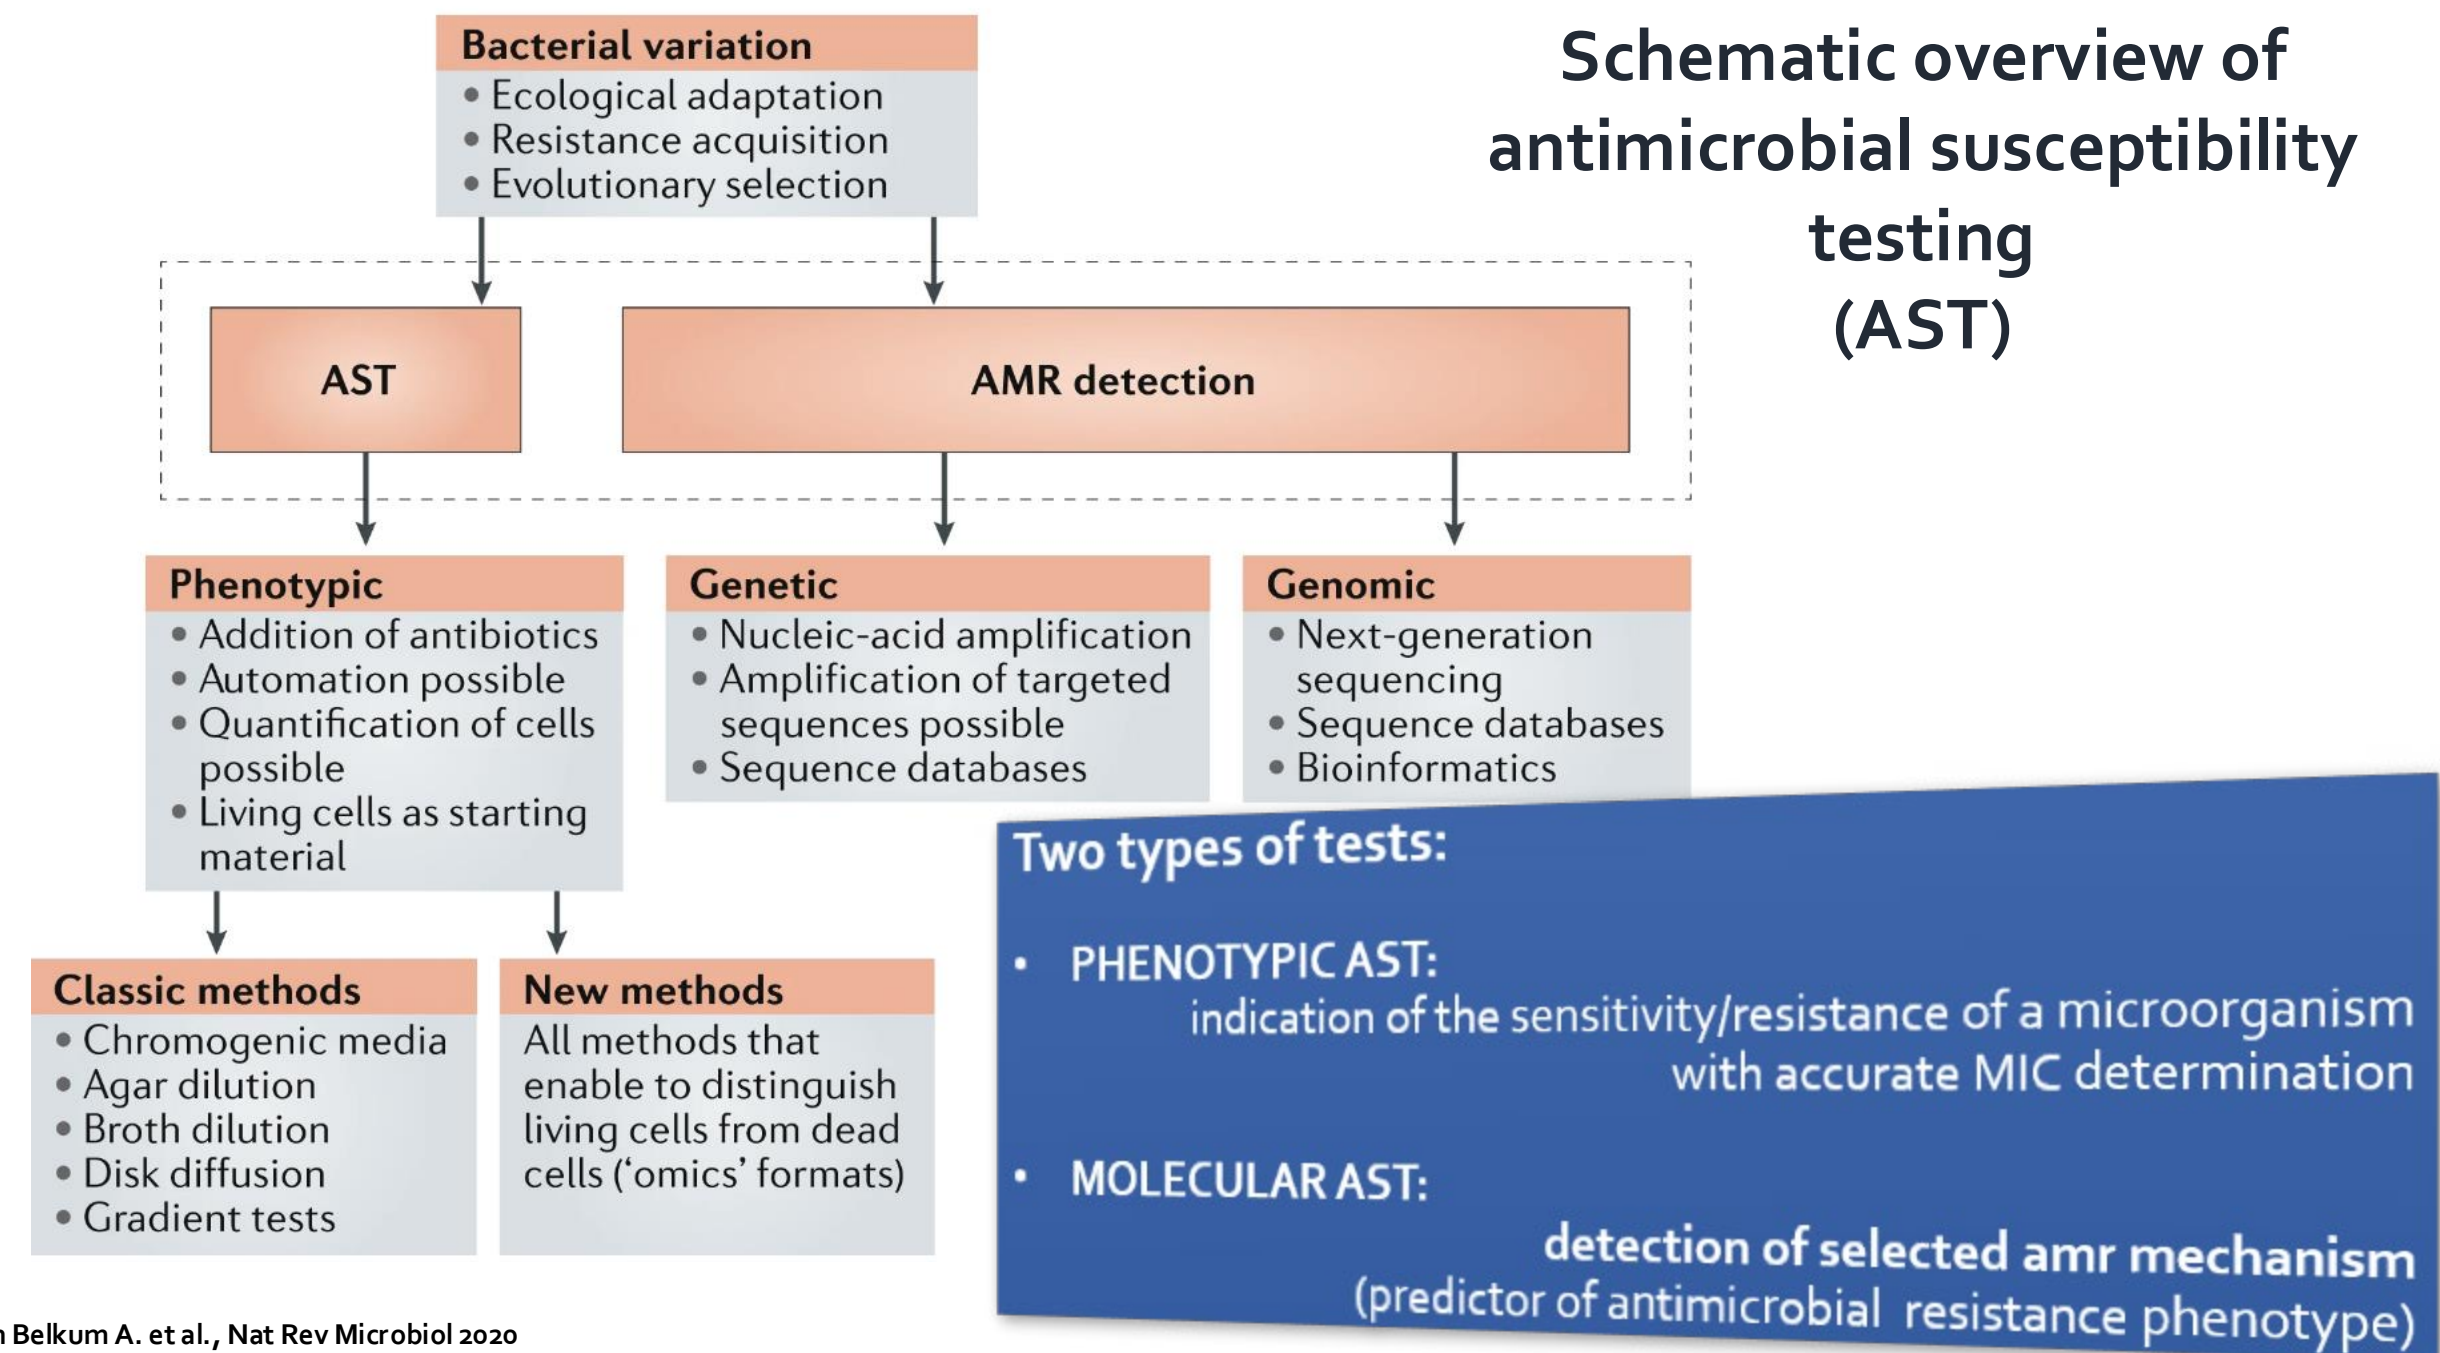 Schematic overview of
antimicrobial susceptibility
testing
(AST)
Bacterial variation
• Ecological adaptation
• Resistance acquisition
• Evolutionary selection
AST
AMR detection
Phenotypic
• Addition of antibiotics
• Automation possible
• Quantification of cells
possible
• Living cells as starting
material
Genetic
• Nucleic-acid amplification
• Amplification of targeted
sequences possible
• Sequence databases
Genomic
• Next-generation
sequencing
• Sequence databases
• Bioinformatics
Classic methods
• Chromogenic media
• Agar dilution
• Broth dilution
• Disk diffusion
• Gradient tests
New methods
All methods that
enable to distinguish
living cells from dead
cells (‘omics’ formats)
Two types of tests:
• PHENOTYPIC AST:
indication of the sensitivity/resistance of a microorganism
with accurate MIC determination
• MOLECULAR AST:
detection of selected amr mechanism
(predictor of antimicrobial resistance phenotype)
Belkum A. et al., Nat Rev Microbiol 2020